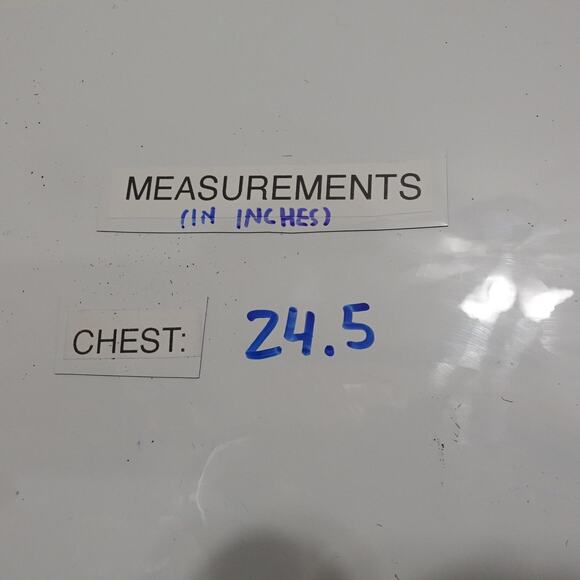 MEASUREMENTS
(IN INCHES)
CHEST: 24.5